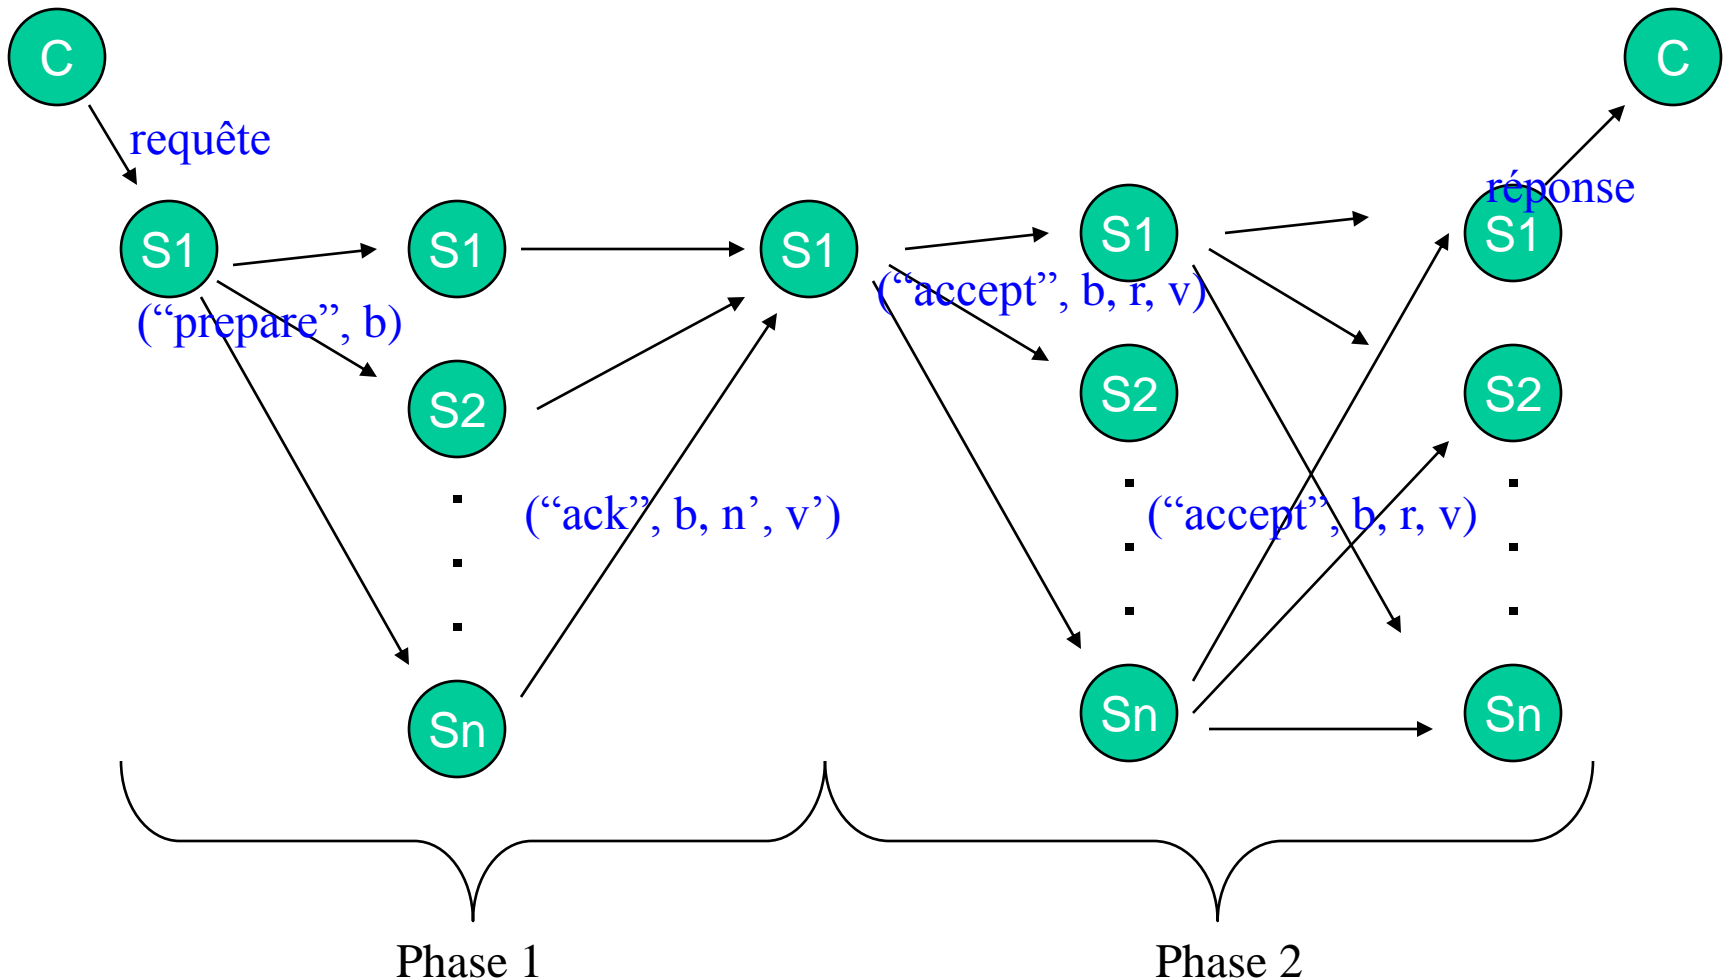 C
C
requête
réponse
S1
S1
S1
S1
S1
("prepare", b)
("accept", b, r, v)
S2
S2
S2
("ack", b, n’, v’)
("accept", b, r, v)
Sn
Sn
Sn
Phase 1
Phase 2